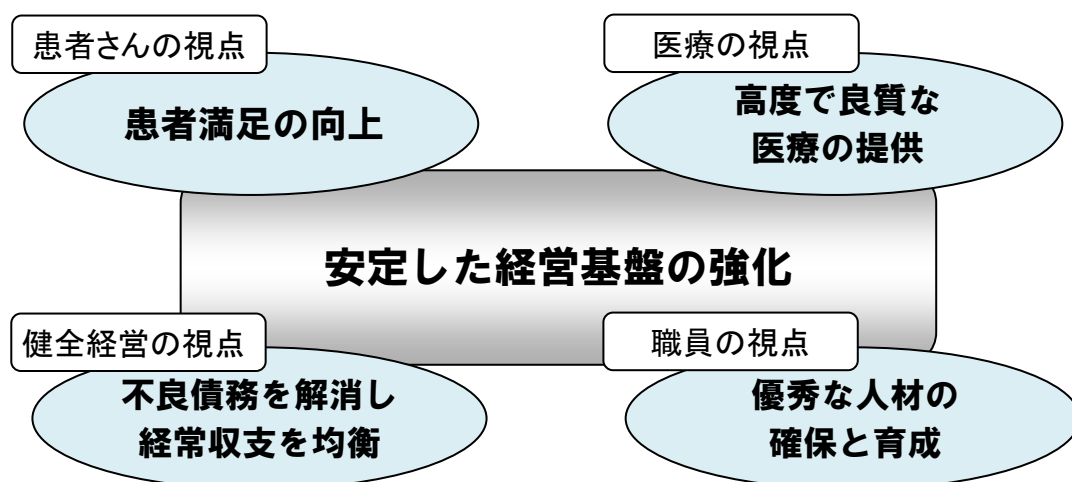 患者さんの視点
患者満足の向上
医療の視点
高度で良質な
医療の提供
安定した経営基盤の強化
健全経営の視点
不良債務を解消し
経常収支を均衡
職員の視点
優秀な人材の
確保と育成